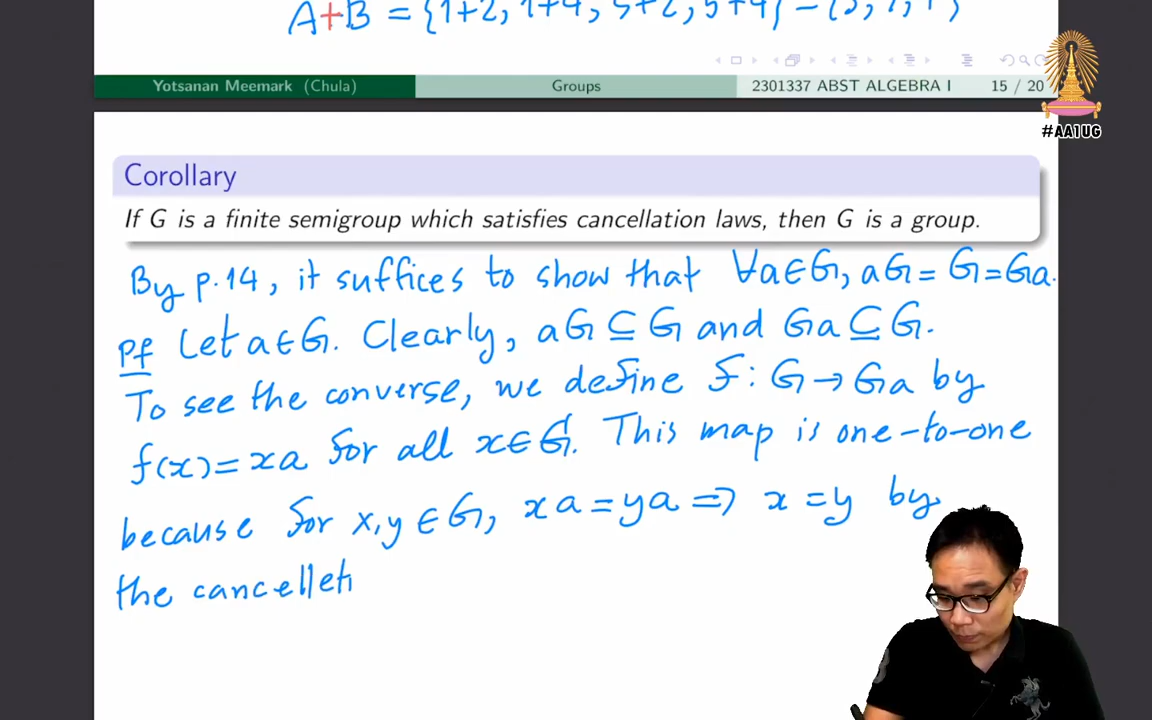 A+B = {1+2, 1+4, 5+2, 5+4} =
Yotsanan Meemark (Chula) Groups 2301337 ABST ALGEBRA I 15 / 20
#AA1UG
Corollary
If G is a finite semigroup which satisfies cancellation laws, then G is a group.
By p.14, it suffices to show that ∀a∈G, aG = G = Ga.
Pf Let a∈G. Clearly, aG ⊆ G and Ga ⊆ G.
To see the converse, we define f: G → Ga by
f(x) = xa for all x∈G. This map is one-to-one
because for x,y ∈ G, xa = ya ⇒ x = y by
the cancelleti